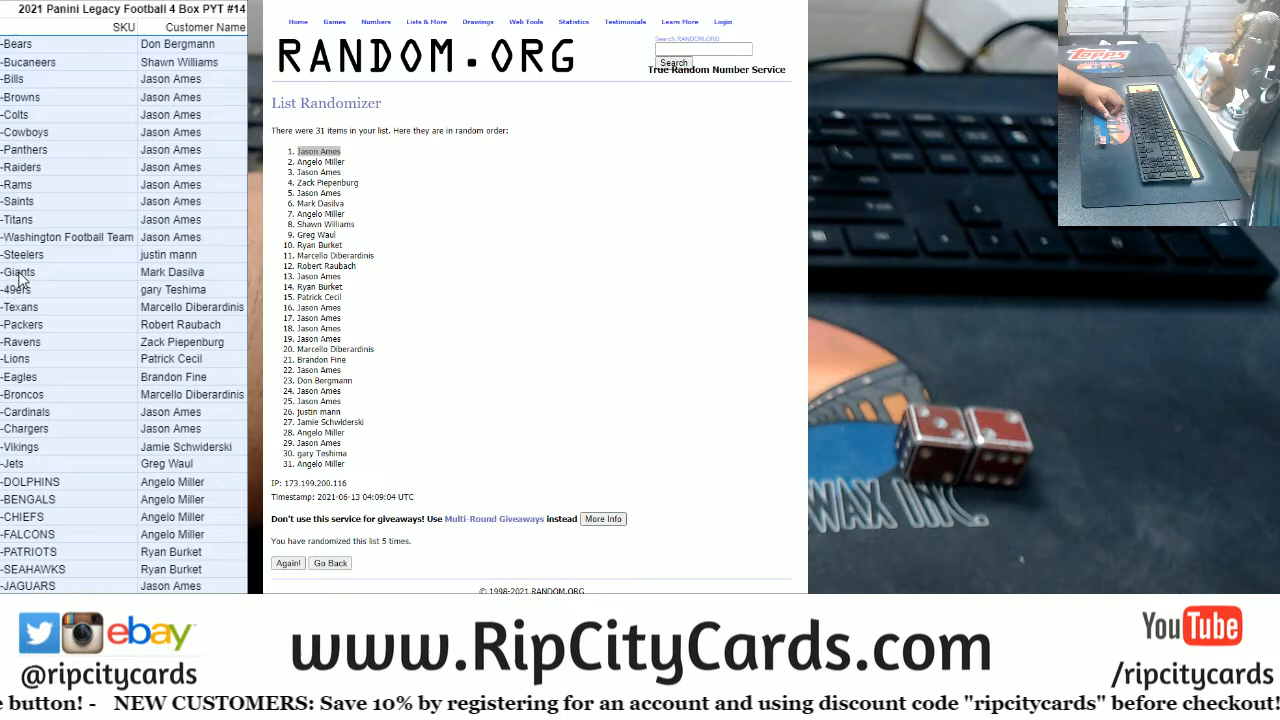 2021 Panini Legacy Football 4 Box PYT #14
SKU Customer Name
-Bears Don Bergmann
-Bucaneers Shawn Williams
-Bills Jason Ames
-Browns Jason Ames
-Colts Jason Ames
-Cowboys Jason Ames
-Panthers Jason Ames
-Raiders Jason Ames
-Rams Jason Ames
-Saints Jason Ames
-Titans Jason Ames
-Washington Football Team Jason Ames
-Steelers justin mann
-Giants Mark Dasilva
-49ers gary Teshima
-Texans Marcello Diberardinis
-Packers Robert Raubach
-Ravens Zack Piepenburg
-Lions Patrick Cecil
-Eagles Brandon Fine
-Broncos Marcello Diberardinis
-Cardinals Jason Ames
-Chargers Jason Ames
-Vikings Jamie Schwiderski
-Jets Greg Waul
-DOLPHINS Angelo Miller
-BENGALS Angelo Miller
-CHIEFS Angelo Miller
-FALCONS Angelo Miller
-PATRIOTS Ryan Burket
-SEAHAWKS Ryan Burket
-JAGUARS Jason Ames
Home Games Numbers Lists & More Drawings Web Tools Statistics Testimonials Learn More Login
RANDOM.ORG
Search RANDOM.ORG
Search
True Random Number Service
List Randomizer
There were 31 items in your list. Here they are in random order:
1. Jason Ames
2. Angelo Miller
3. Jason Ames
4. Zack Piepenburg
5. Jason Ames
6. Mark Dasilva
7. Angelo Miller
8. Shawn Williams
9. Greg Waul
10. Ryan Burket
11. Marcello Diberardinis
12. Robert Raubach
13. Jason Ames
14. Ryan Burket
15. Patrick Cecil
16. Jason Ames
17. Jason Ames
18. Jason Ames
19. Jason Ames
20. Marcello Diberardinis
21. Brandon Fine
22. Jason Ames
23. Don Bergmann
24. Jason Ames
25. Jason Ames
26. justin mann
27. Jamie Schwiderski
28. Angelo Miller
29. Jason Ames
30. gary Teshima
31. Angelo Miller
IP: 173.199.200.116
Timestamp: 2021-06-13 04:09:04 UTC
Don't use this service for giveaways! Use Multi-Round Giveaways instead More Info
You have randomized this list 5 times.
Again! Go Back
© 1998-2021 RANDOM.ORG
Topps
WAX INC.
ebay
@ripcitycards
www.RipCityCards.com
YouTube
/ripcitycards
e button! - NEW CUSTOMERS: Save 10% by registering for an account and using discount code "ripcitycards" before checkout!